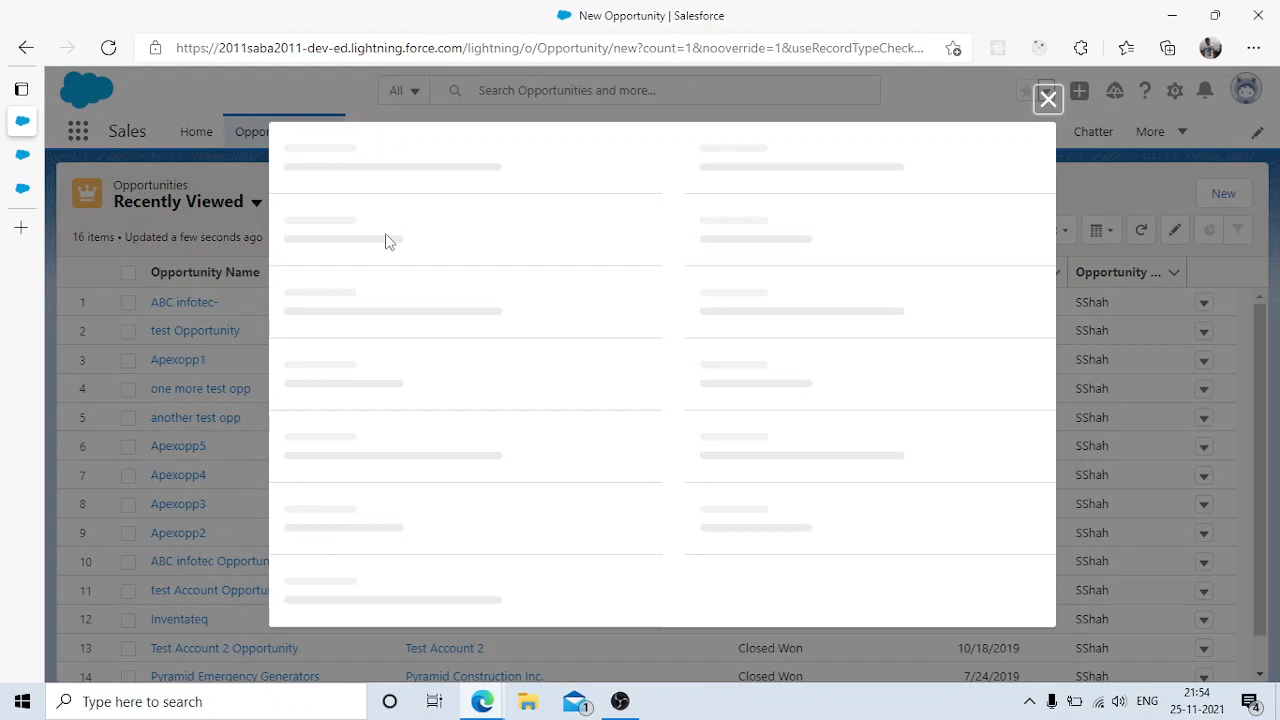 New Opportunity | Salesforce
https://2011saba2011-dev-ed.lightning.force.com/lightning/o/Opportunity/new?count=1&nooverride=1&useRecordTypeCheck...
All
Search Opportunities and more...
Sales
Home
Oppor
Chatter
More
Opportunities
Recently Viewed
New
16 items • Updated a few seconds ago
Opportunity Name
Opportunity ...
1 ABC infotec- SShah
2 test Opportunity SShah
3 Apexopp1 SShah
4 one more test opp SShah
5 another test opp SShah
6 Apexopp5 SShah
7 Apexopp4 SShah
8 Apexopp3 SShah
9 Apexopp2 SShah
10 ABC infotec Opportun SShah
11 test Account Opportu SShah
12 Inventateq SShah
13 Test Account 2 Opportunity Test Account 2 Closed Won 10/18/2019 SShah
14 Pyramid Emergency Generators Pyramid Construction Inc. Closed Won 7/24/2019 SShah
Type here to search
1
ENG
21:54
25-11-2021
4